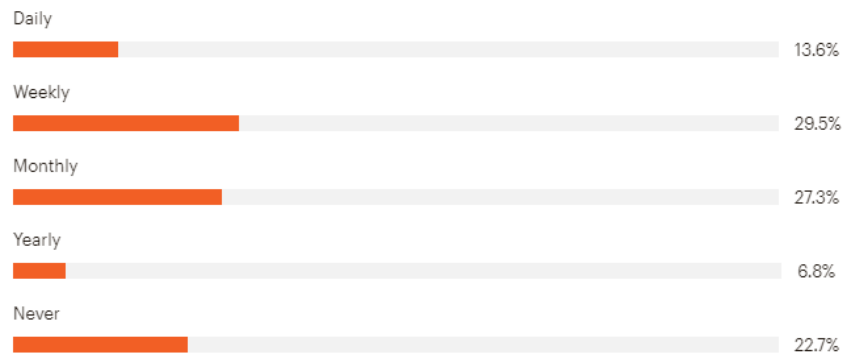 Daily
13.6%
Weekly
29.5%
Monthly
27.3%
Yearly
6.8%
Never
22.7%